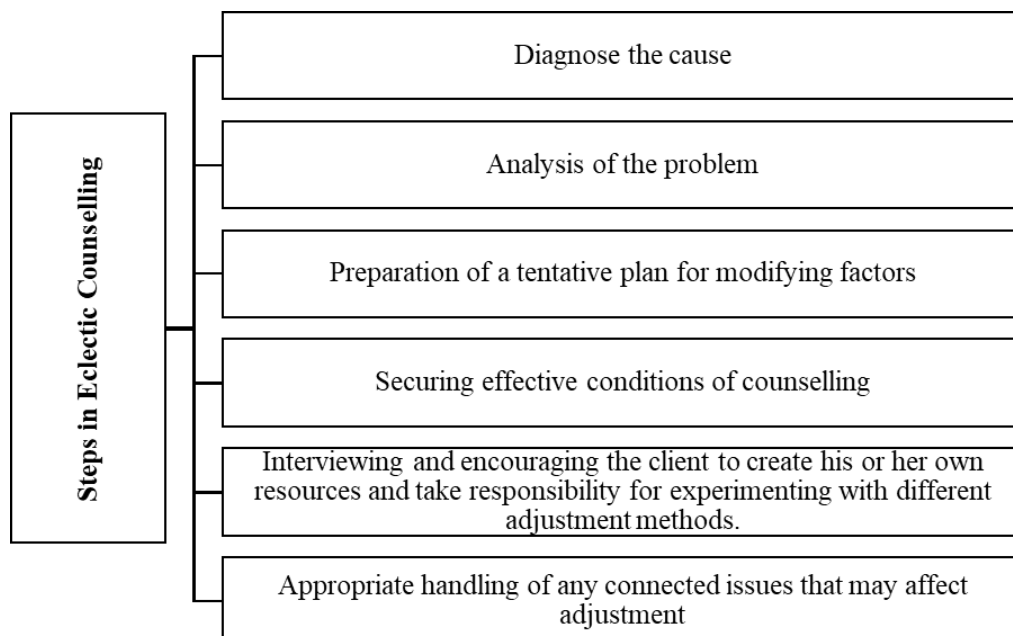 Steps in Eclectic Counselling
Diagnose the cause
Analysis of the problem
Preparation of a tentative plan for modifying factors
Securing effective conditions of counselling
Interviewing and encouraging the client to create his or her own
resources and take responsibility for experimenting with different
adjustment methods.
Appropriate handling of any connected issues that may affect
adjustment